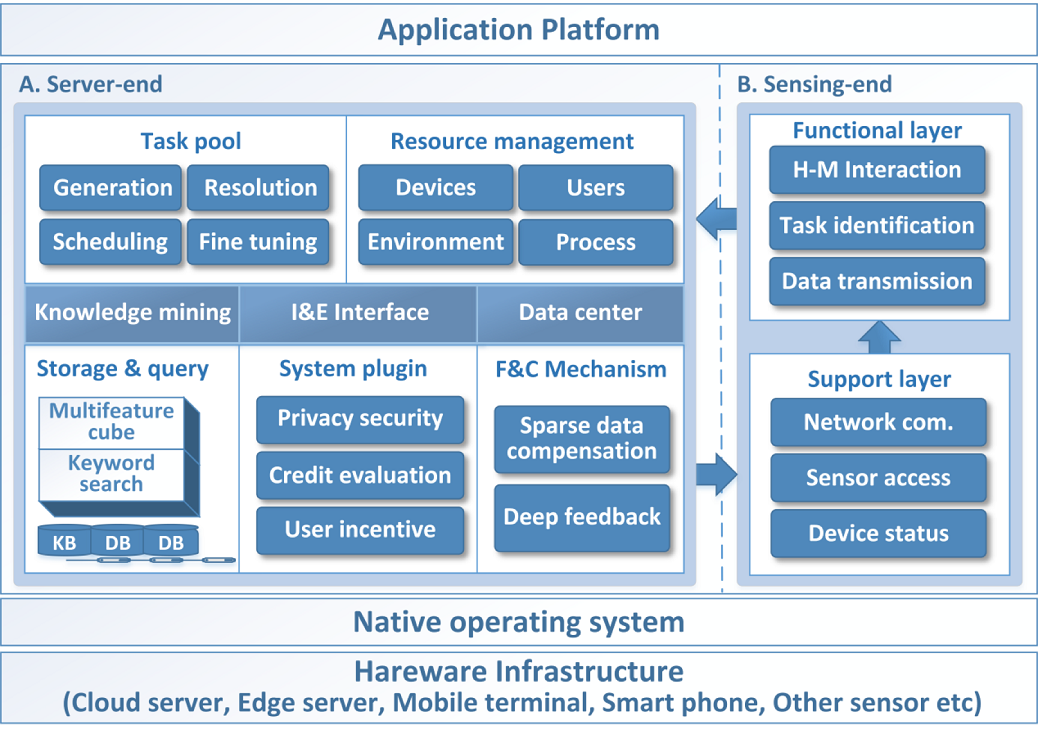 Application Platform
A. Server-end
Task pool
Generation
Resolution
Scheduling
Fine tuning
Resource management
Devices
Users
Environment
Process
Knowledge mining
I&E Interface
Data center
Storage & query
Multifeature
cube
Keyword
search
KB
DB
DB
System plugin
Privacy security
Credit evaluation
User incentive
F&C Mechanism
Sparse data
compensation
Deep feedback
B. Sensing-end
Functional layer
H-M Interaction
Task identification
Data transmission
Support layer
Network com.
Sensor access
Device status
Native operating system
Hareware Infrastructure
(Cloud server, Edge server, Mobile terminal, Smart phone, Other sensor etc)